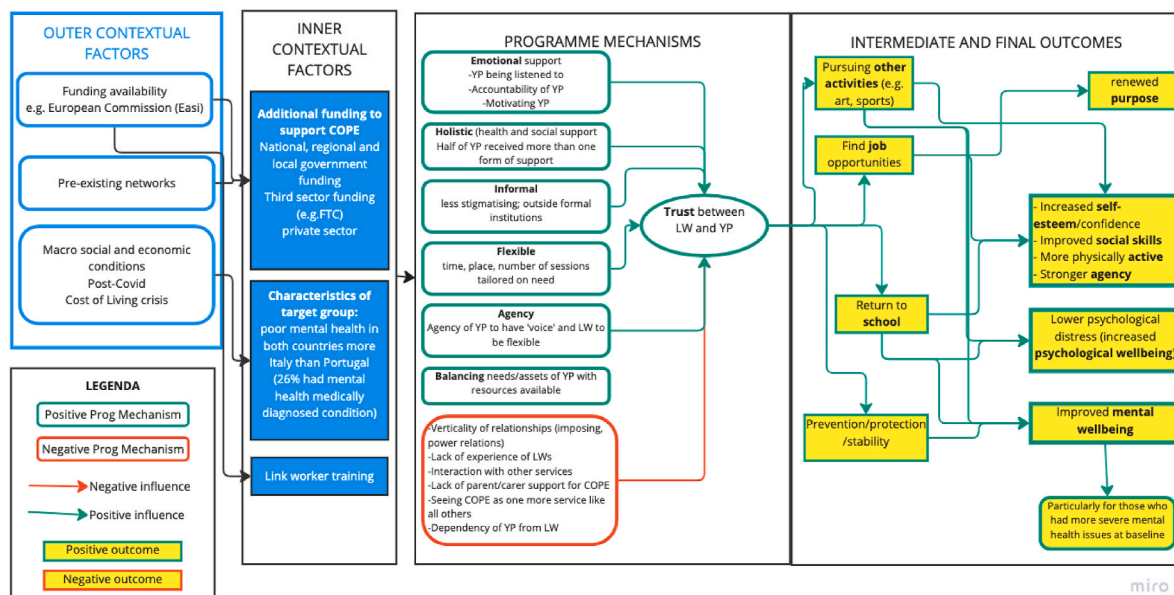 OUTER CONTEXTUAL
FACTORS
Funding availability
e.g. European Commission (Easi)
Pre-existing networks
Macro social and economic
conditions
Post-Covid
Cost of Living crisis
LEGENDA
Positive Prog Mechanism
Negative Prog Mechanism
Negative influence
Positive influence
Positive outcome
Negative outcome
INNER
CONTEXTUAL
FACTORS
Additional funding to
support COPE
National, regional and
local government
funding
Third sector funding
(e.g.FTC)
private sector
Characteristics of
target group:
poor mental health in
both countries more
Italy than Portugal
(26% had mental
health medically
diagnosed condition)
Link worker training
PROGRAMME MECHANISMS
Emotional support
-YP being listened to
-Accountability of YP
-Motivating YP
Holistic (health and social support
Half of YP received more than one
form of support
Informal
less stigmatising; outside formal
institutions
Flexible
time, place, number of sessions
tailored on need
Agency
Agency of YP to have 'voice' and LW to
be flexible
Balancing needs/assets of YP with
resources available
-Verticality of relationships (imposing,
power relations)
-Lack of experience of LWs
-Interaction with other services
-Lack of parent/carer support for COPE
-Seeing COPE as one more service like
all others
-Dependency of YP from LW
Trust between
LW and YP
INTERMEDIATE AND FINAL OUTCOMES
Pursuing other
activities (e.g.
art, sports)
Find job
opportunities
Return to
school
Prevention/protection
/stability
renewed
purpose
- Increased self-
esteem/confidence
- Improved social skills
- More physically active
- Stronger agency
Lower psychological
distress (increased
psychological wellbeing)
Improved mental
wellbeing
Particularly for those who
had more severe mental
health issues at baseline
miro